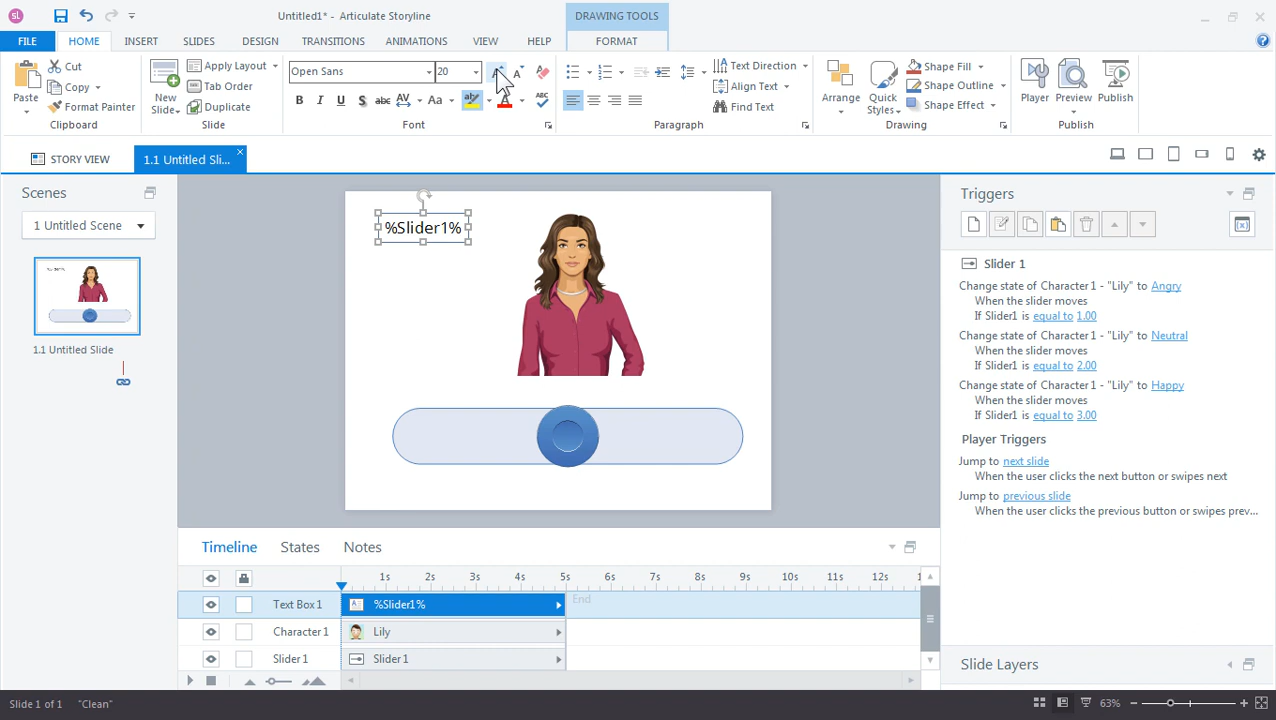 sl
Untitled1* - Articulate Storyline
DRAWING TOOLS
FILE
HOME
INSERT
SLIDES
DESIGN
TRANSITIONS
ANIMATIONS
VIEW
HELP
FORMAT
Paste
Cut
Copy
Format Painter
Clipboard
New
Slide
Apply Layout
Tab Order
Duplicate
Slide
Open Sans
20
B I U S abc AV Aa aby A ABC
Font
Text Direction
Align Text
Find Text
Paragraph
Arrange
Quick
Styles
Shape Fill
Shape Outline
Shape Effect
Drawing
Player
Preview
Publish
Publish
STORY VIEW
1.1 Untitled Sli...
Scenes
1 Untitled Scene
1.1 Untitled Slide
%Slider1%
Triggers
Slider 1
Change state of Character 1 - "Lily" to Angry
When the slider moves
If Slider1 is equal to 1.00
Change state of Character 1 - "Lily" to Neutral
When the slider moves
If Slider1 is equal to 2.00
Change state of Character 1 - "Lily" to Happy
When the slider moves
If Slider1 is equal to 3.00
Player Triggers
Jump to next slide
When the user clicks the next button or swipes next
Jump to previous slide
When the user clicks the previous button or swipes prev...
Slide Layers
Timeline
States
Notes
1s 2s 3s 4s 5s 6s 7s 8s 9s 10s 11s 12s
Text Box 1
%Slider1%
End
Character 1
Lily
Slider 1
Slider 1
Slide 1 of 1
"Clean"
63%